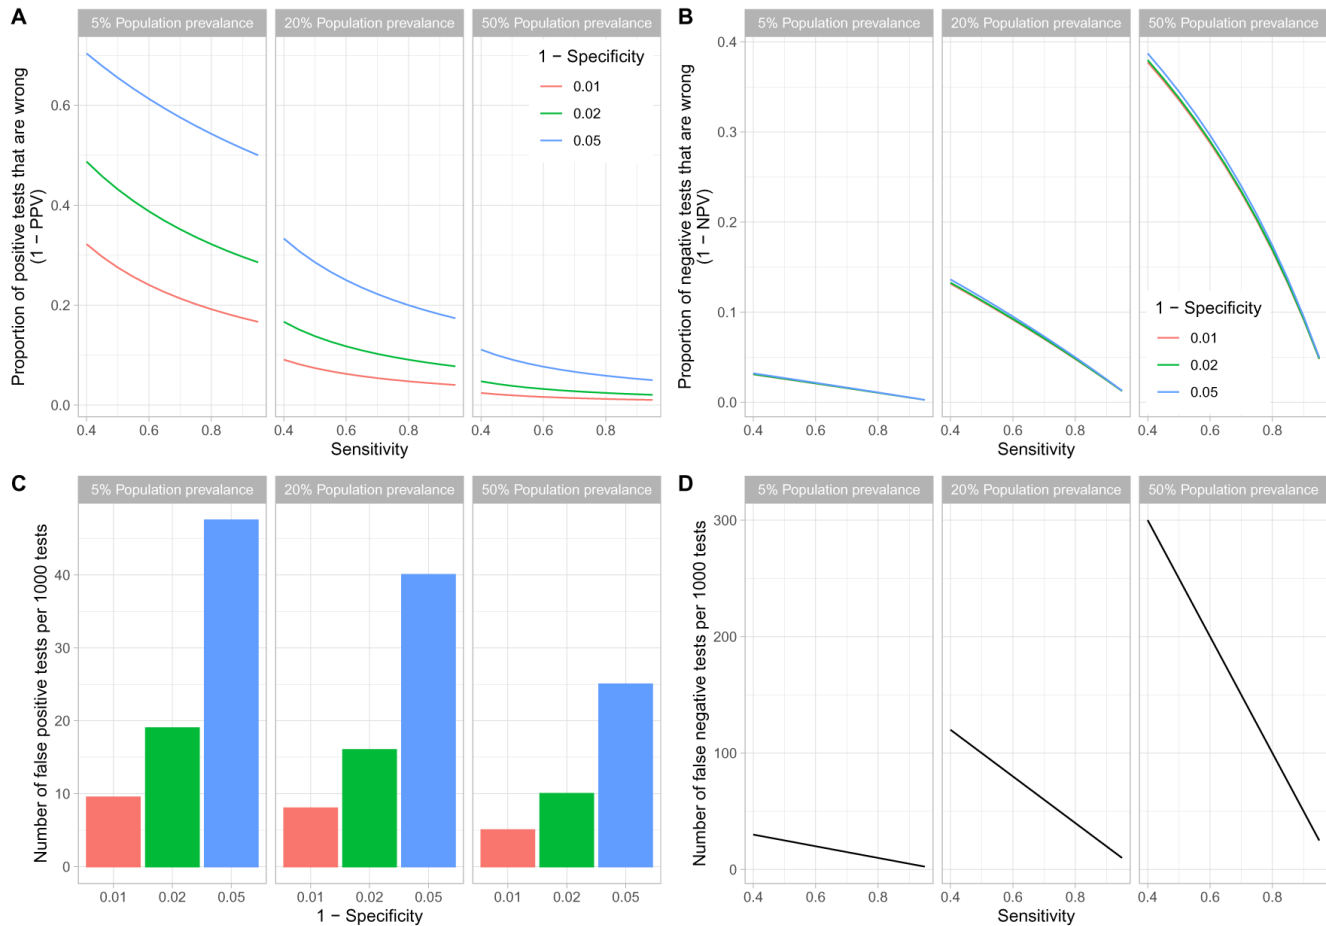 A
5% Population prevalance
20% Population prevalance
50% Population prevalance
Proportion of positive tests that are wrong
(1 − PPV)
0.6
0.4
0.2
0.0
1 − Specificity
0.01
0.02
0.05
0.4 0.6 0.8
0.4 0.6 0.8
0.4 0.6 0.8
Sensitivity
B
5% Population prevalance
20% Population prevalance
50% Population prevalance
Proportion of negative tests that are wrong
(1 − NPV)
0.4
0.3
0.2
0.1
0.0
1 − Specificity
0.01
0.02
0.05
0.4 0.6 0.8
0.4 0.6 0.8
0.4 0.6 0.8
Sensitivity
C
5% Population prevalance
20% Population prevalance
50% Population prevalance
Number of false positive tests per 1000 tests
40
30
20
10
0
0.01 0.02 0.05
0.01 0.02 0.05
0.01 0.02 0.05
1 − Specificity
D
5% Population prevalance
20% Population prevalance
50% Population prevalance
Number of false negative tests per 1000 tests
300
200
100
0
0.4 0.6 0.8
0.4 0.6 0.8
0.4 0.6 0.8
Sensitivity